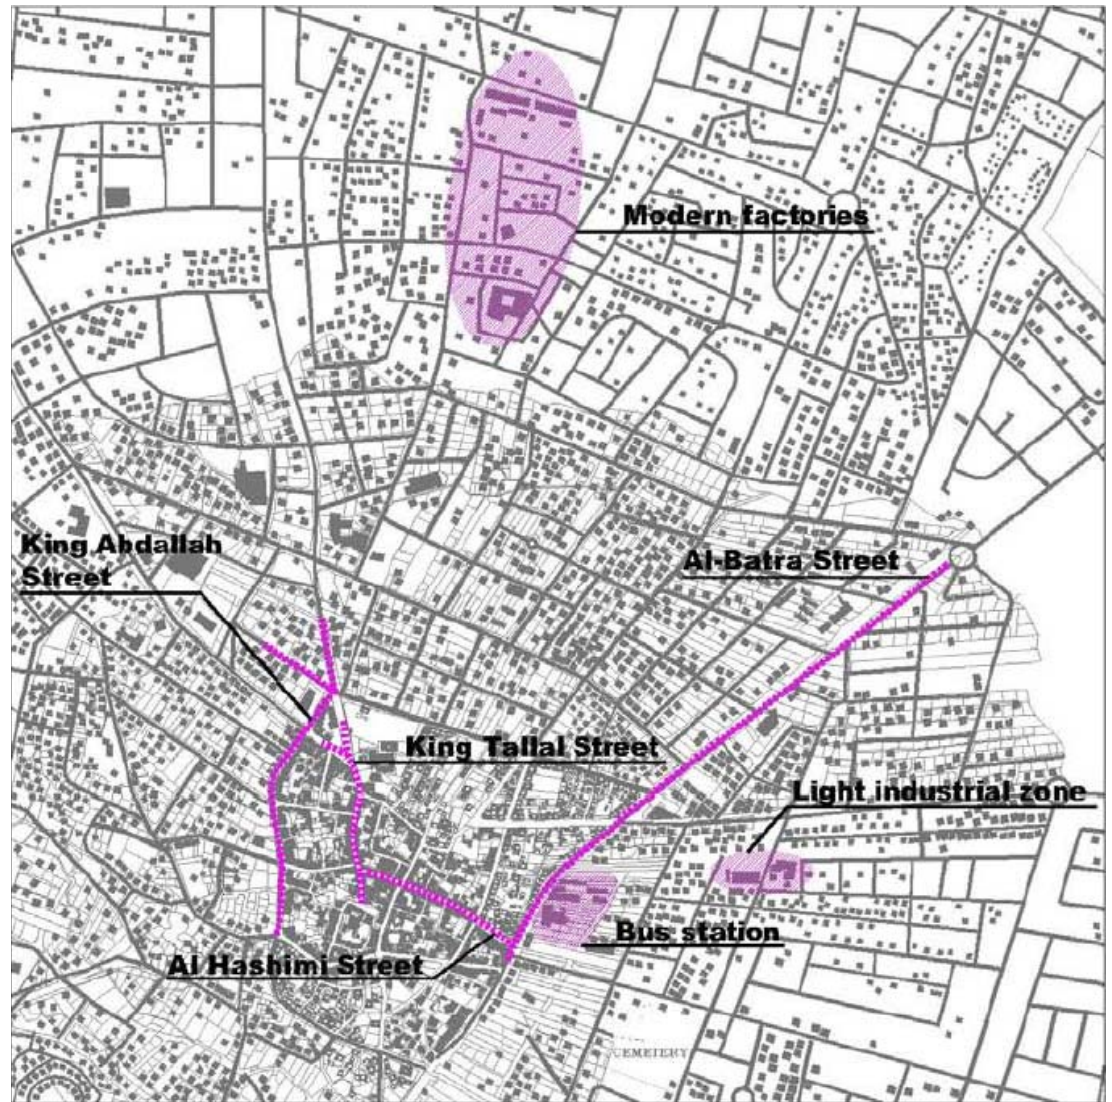 Modern factories
King Abdallah
Street
Al-Batra Street
King Tallal Street
Light industrial zone
Bus station
Al Hashimi Street
CEMETERY